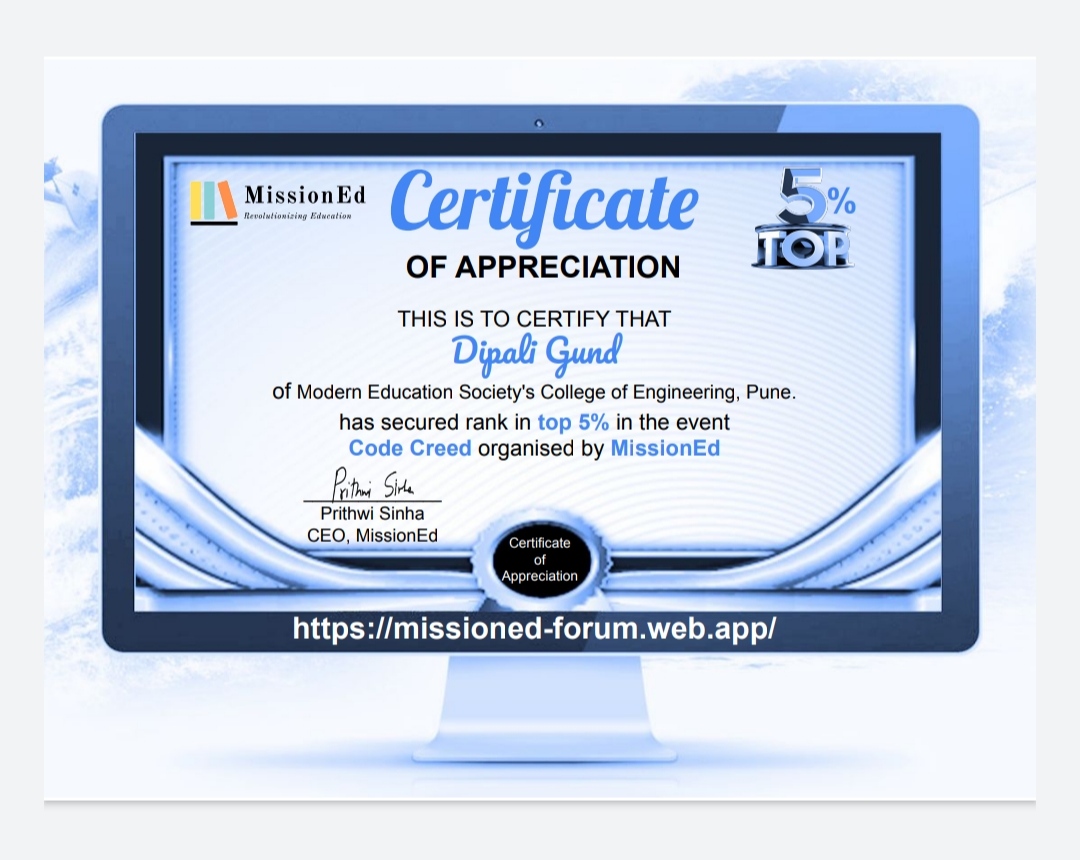 MissionEd
Revolutionizing Education
Certificate
5%
TOP
OF APPRECIATION
THIS IS TO CERTIFY THAT
Dipali Gund
of Modern Education Society's College of Engineering, Pune.
has secured rank in top 5% in the event
Code Creed organised by MissionEd
Prithwi Sinha
Prithwi Sinha
CEO, MissionEd
Certificate
of
Appreciation
https://missioned-forum.web.app/